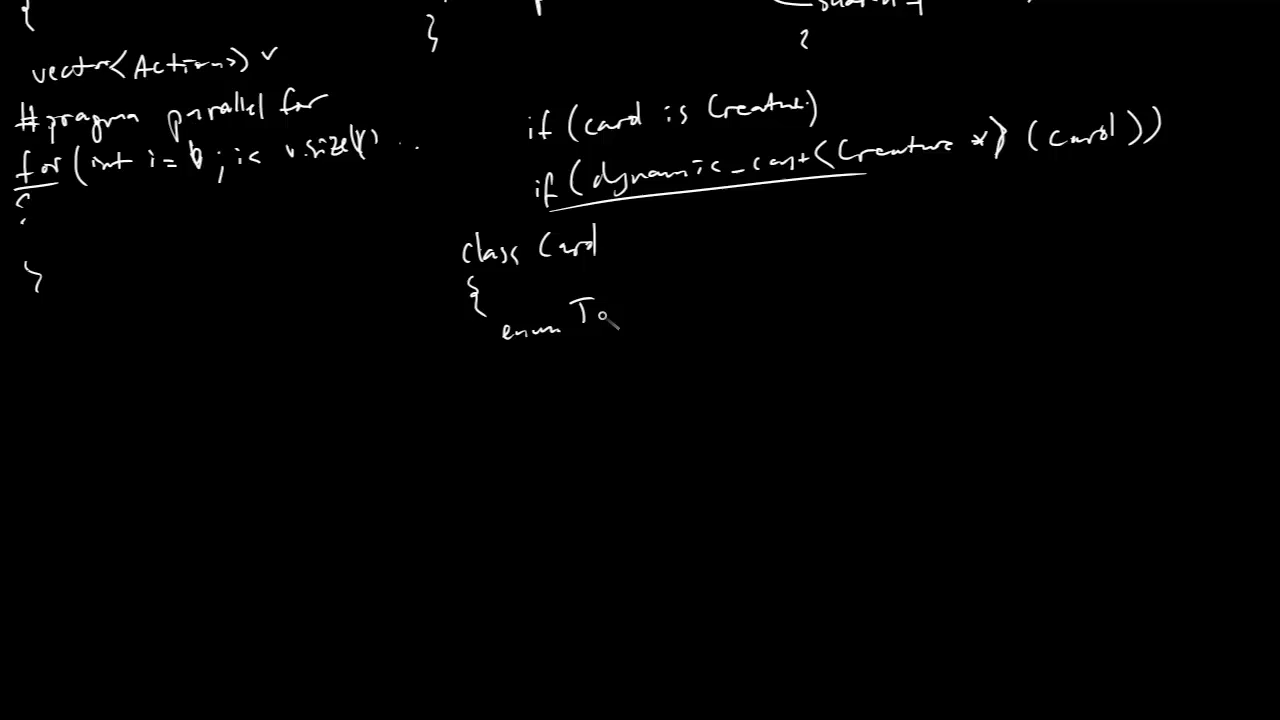 {
vector<Action> v
#pragma parallel for
for (int i = 0 ; i < v.size() ...
{
}
}
if (card is Creature)
if (dynamic_cast<Creature *> (card))
class Card
{
enum T